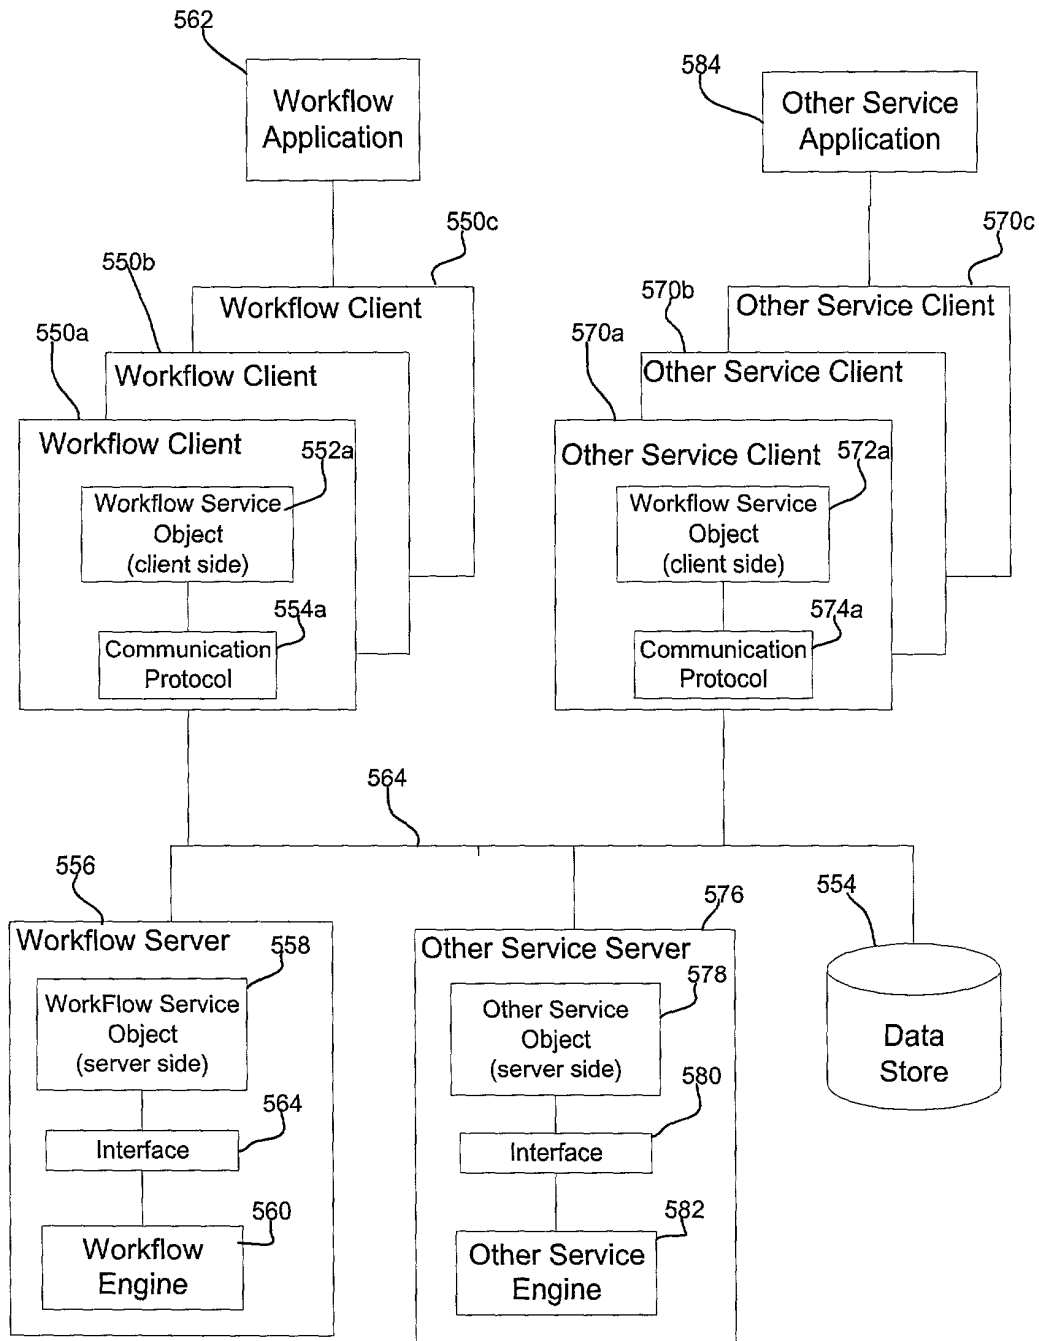 562
Workflow
Application
584
Other Service
Application
550c
570c
550b
Workflow Client
570b
Other Service Client
550a
Workflow Client
570a
Other Service Client
Workflow Client
552a
Other Service Client
572a
Workflow Service
Object
(client side)
Workflow Service
Object
(client side)
554a
Communication
Protocol
574a
Communication
Protocol
564
556
Workflow Server
558
WorkFlow Service
Object
(server side)
564
Interface
560
Workflow
Engine
576
Other Service Server
578
Other Service
Object
(server side)
580
Interface
582
Other Service
Engine
554
Data
Store